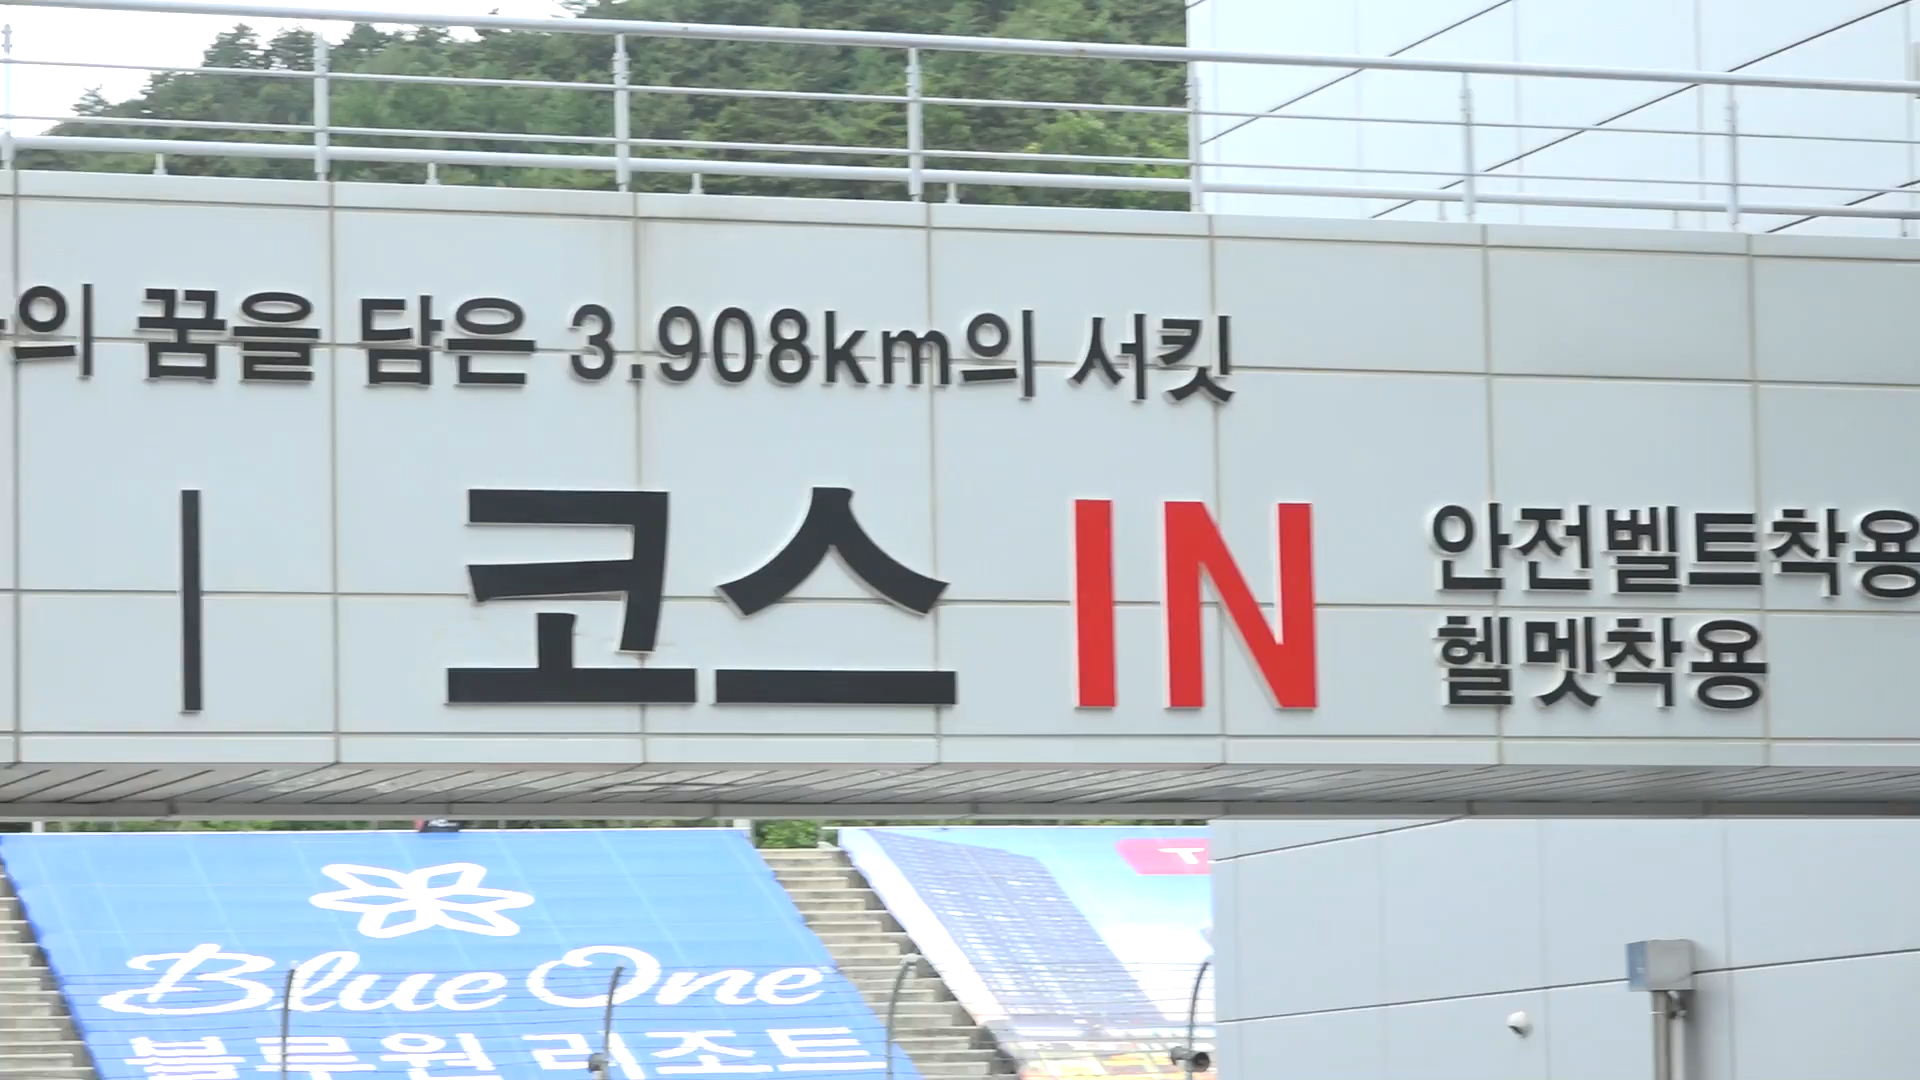 의 꿈을 담은 3.908km의 서킷
| 코스 IN
안전벨트착용
헬멧착용
Blue One
블루원리조트